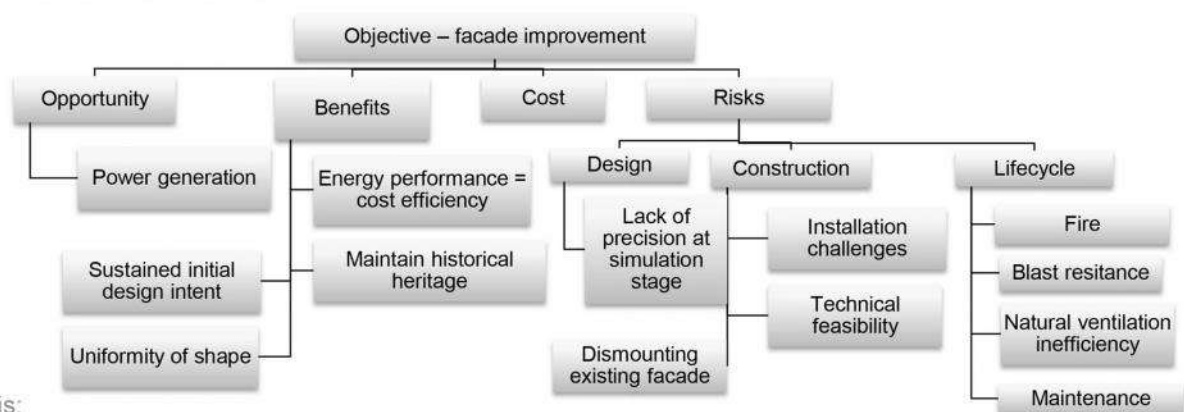 Objective – facade improvement
Opportunity
Benefits
Cost
Risks
Power generation
Energy performance =
cost efficiency
Sustained initial
design intent
Maintain historical
heritage
Uniformity of shape
Design
Construction
Lifecycle
Lack of
precision at
simulation
stage
Installation
challenges
Technical
feasibility
Dismounting
existing facade
Fire
Blast resitance
Natural ventilation
inefficiency
Maintenance
is: